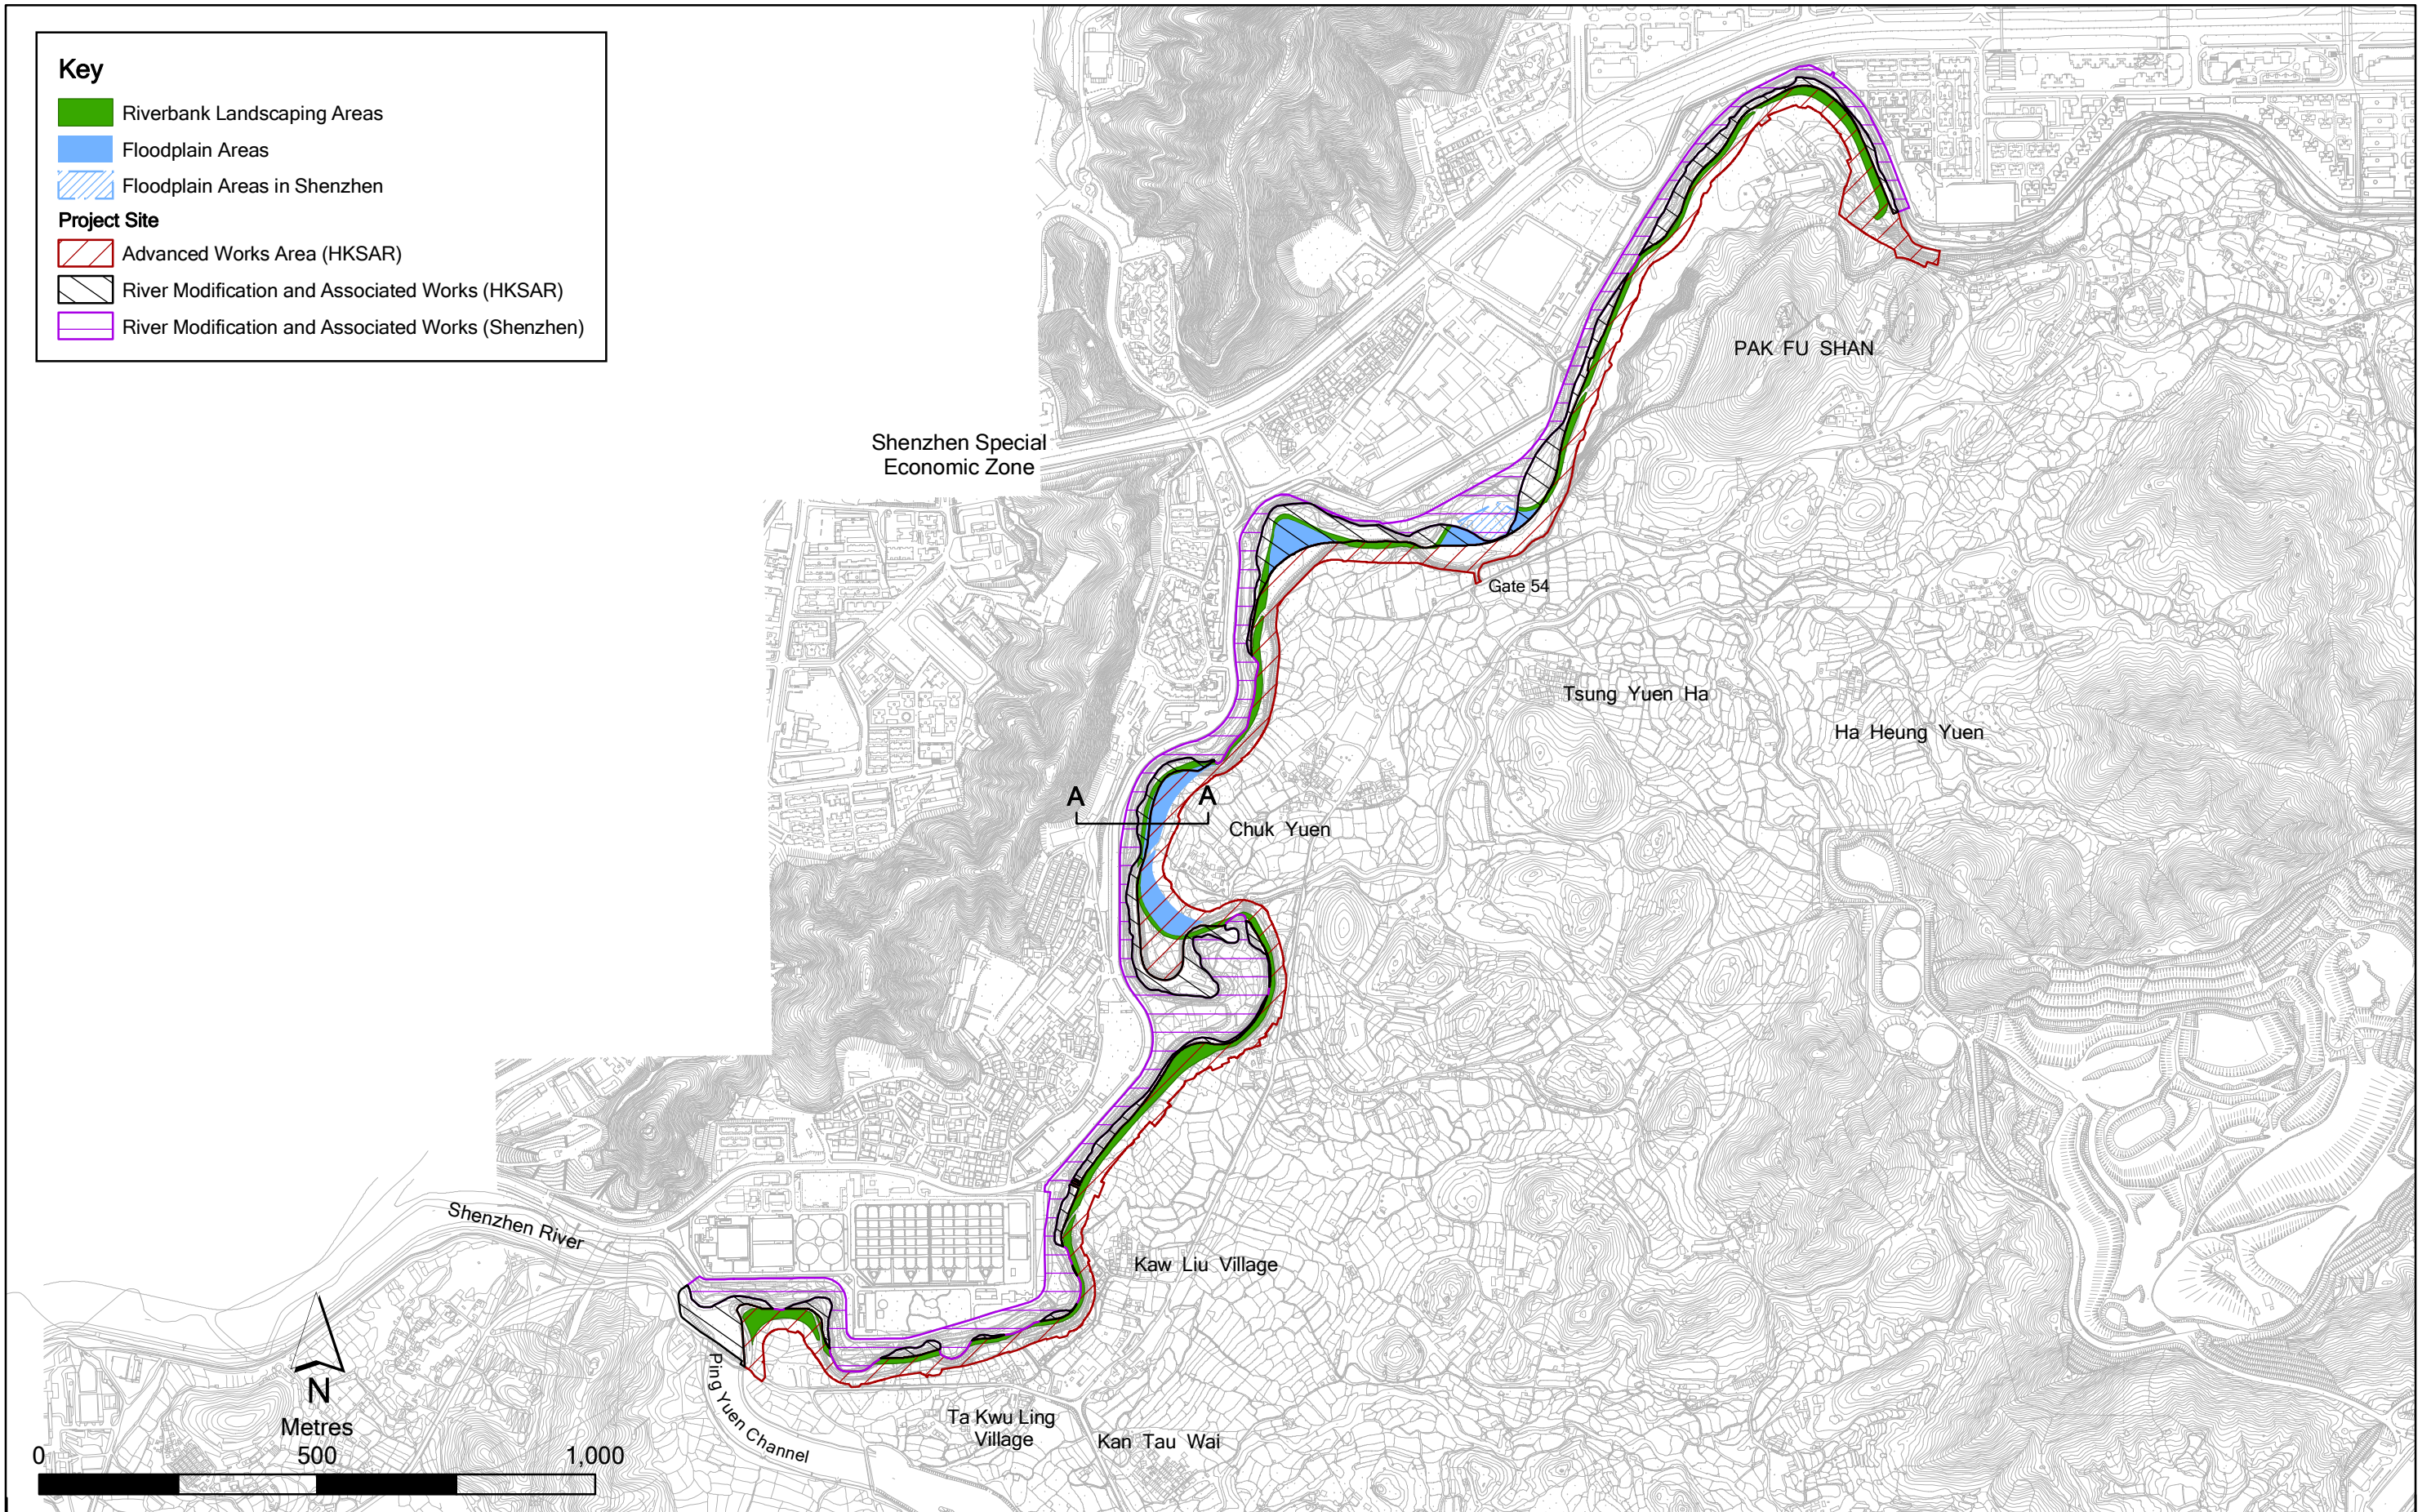 Key
Riverbank Landscaping Areas
Floodplain Areas
Floodplain Areas in Shenzhen
Project Site
Advanced Works Area (HKSAR)
River Modification and Associated Works (HKSAR)
River Modification and Associated Works (Shenzhen)
PAK FU SHAN
Shenzhen Special
Economic Zone
Gate 54
Tsung Yuen Ha
Ha Heung Yuen
A A
Chuk Yuen
Shenzhen River
Kaw Liu Village
Ping Yuen Channel
Ta Kwu Ling
Village
Kan Tau Wai
N
Metres
0 500 1,000